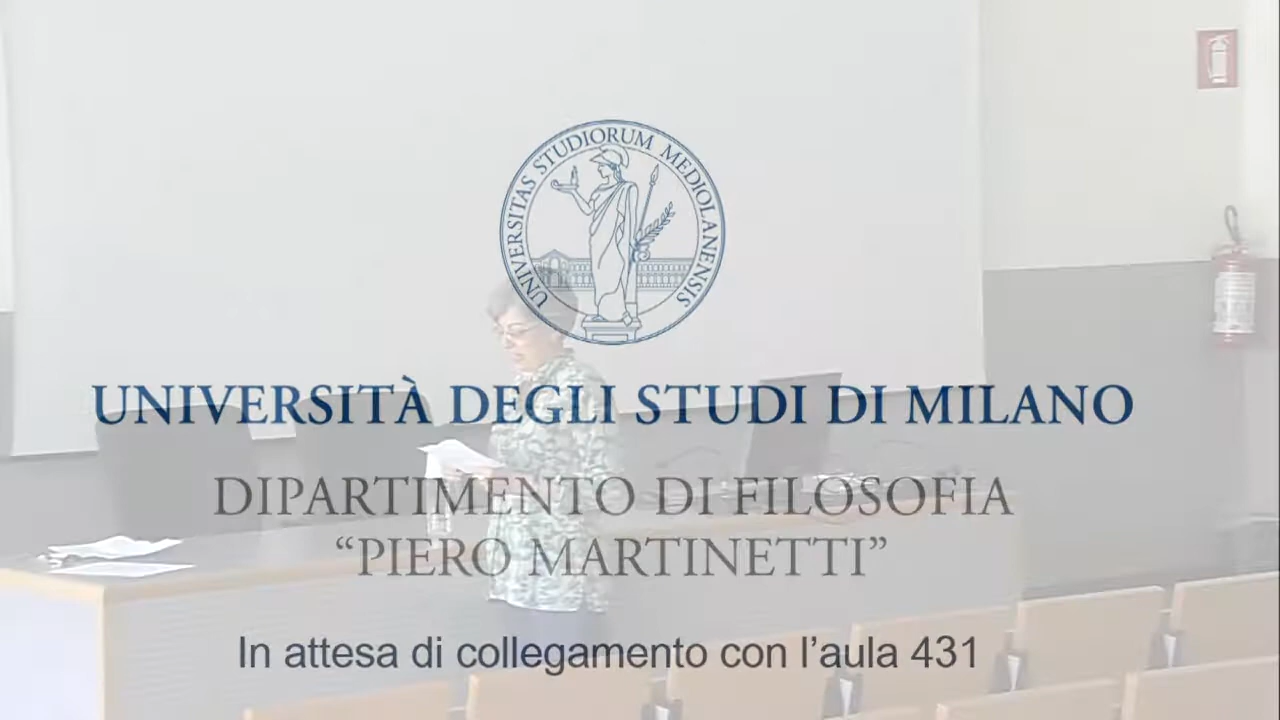 UNIVERSITAS STUDIORUM MEDIOLANENSIS
UNIVERSITÀ DEGLI STUDI DI MILANO
DIPARTIMENTO DI FILOSOFIA
“PIERO MARTINETTI”
In attesa di collegamento con l’aula 431